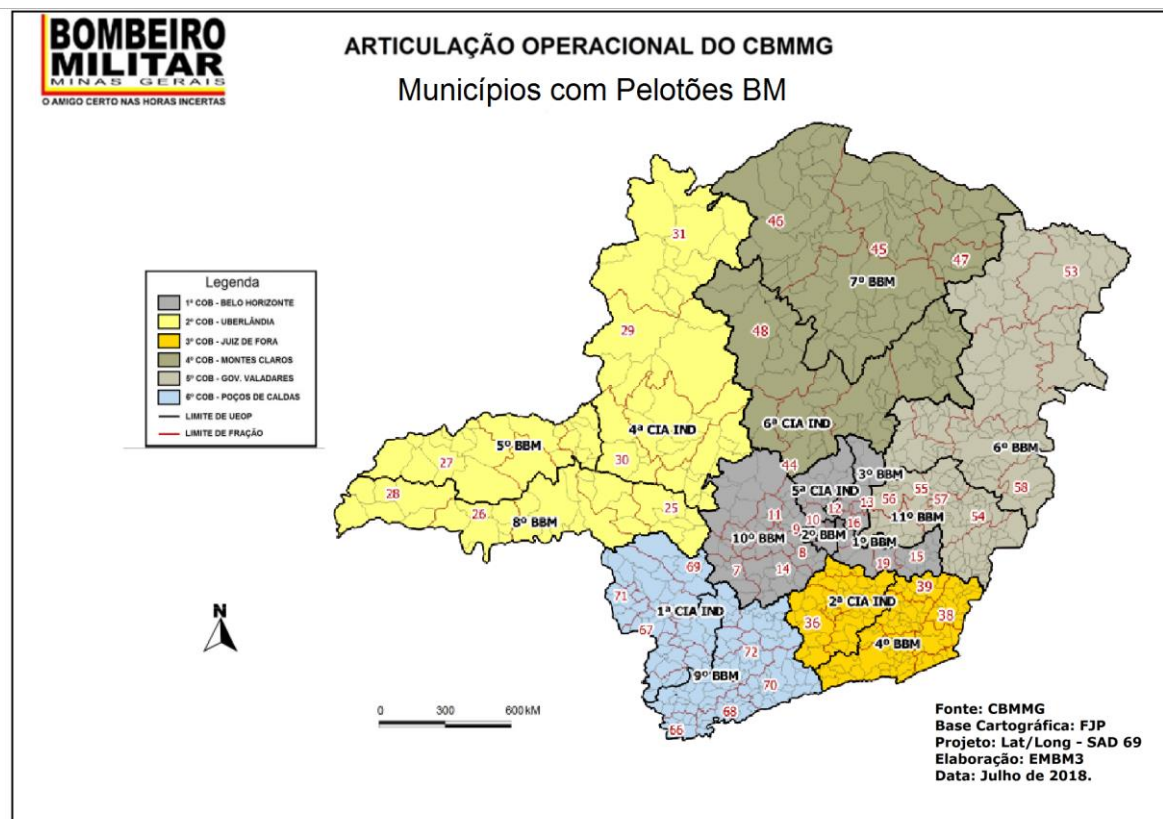 BOMBEIRO
MILITAR
MINAS GERAIS
O AMIGO CERTO NAS HORAS INCERTAS
ARTICULAÇÃO OPERACIONAL DO CBMMG
Municípios com Pelotões BM
Legenda
1º COB - BELO HORIZONTE
2º COB - UBERLÂNDIA
3º COB - JUIZ DE FORA
4º COB - MONTES CLAROS
5º COB - GOV. VALADARES
6º COB - POÇOS DE CALDAS
LIMITE DE UEOP
LIMITE DE FRAÇÃO
46
31
45
47
53
7º BBM
29
48
4ª CIA IND
6ª CIA IND
5º BBM
6º BBM
27
30
44
3º BBM
5ª CIA IND
28
55
56
57
58
13
12
25
26
8º BBM
11
10
16
11º BBM
54
9
10º BBM
2º BBM
1º BBM
8
15
19
7
14
69
39
71
1ª CIA IND
2ª CIA IND
38
36
67
4º BBM
72
9º BBM
70
68
66
N
0 300 600 kM
Fonte: CBMMG
Base Cartográfica: FJP
Projeto: Lat/Long - SAD 69
Elaboração: EMBM3
Data: Julho de 2018.